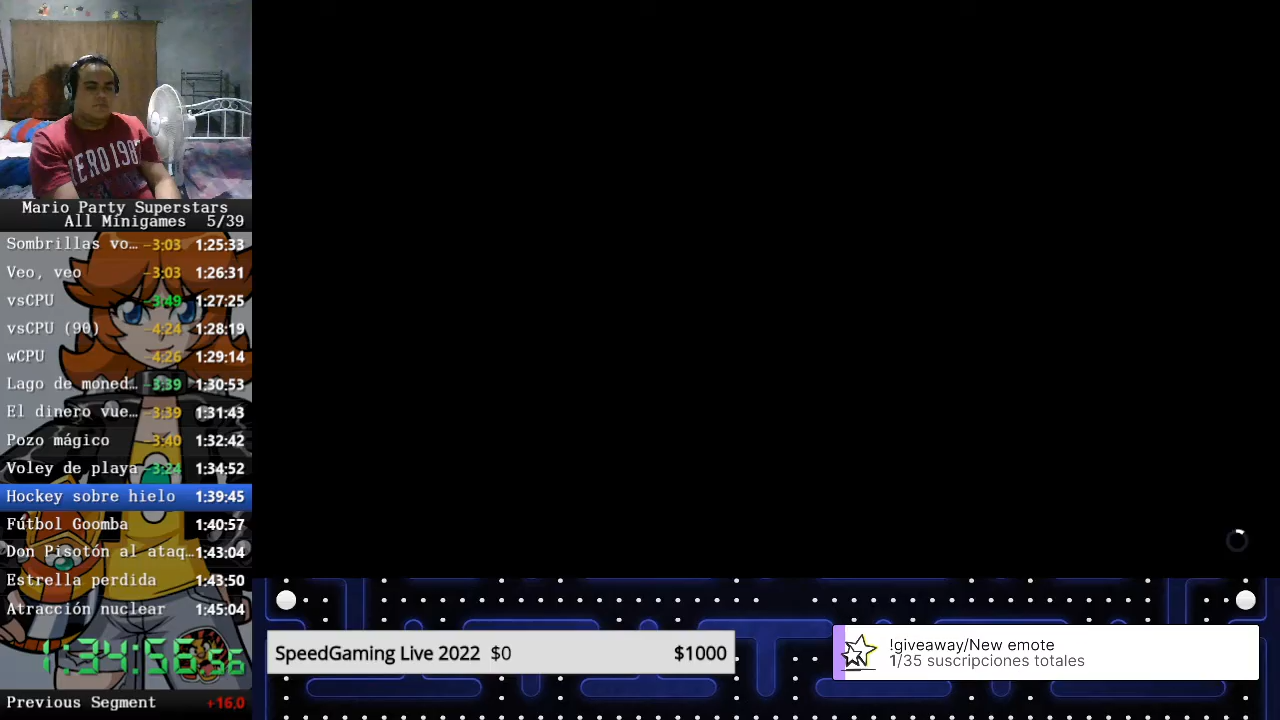 ZERO 1987
Mario Party Superstars
All Minigames 5/39
Sombrillas vo… -3:03 1:25:33
Veo, veo -3:03 1:26:31
vsCPU -3:49 1:27:25
vsCPU (90) -4:24 1:28:19
wCPU -4:26 1:29:14
Lago de moned… -3:39 1:30:53
El dinero vue… -3:39 1:31:43
Pozo mágico -3:40 1:32:42
Voley de playa -3:24 1:34:52
Hockey sobre hielo 1:39:45
Fútbol Goomba 1:40:57
Don Pisotón al ataq… 1:43:04
Estrella perdida 1:43:50
Atracción nuclear 1:45:04
1:34:56.56
Previous Segment +16,0
SpeedGaming Live 2022 $0 $1000
!giveaway/New emote
1/35 suscripciones totales